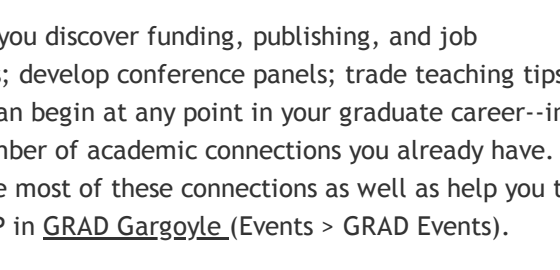 you discover funding, publishing, and job
; develop conference panels; trade teaching tips
can begin at any point in your graduate career--in
number of academic connections you already have.
most of these connections as well as help you t
P in GRAD Gargoyle (Events > GRAD Events).